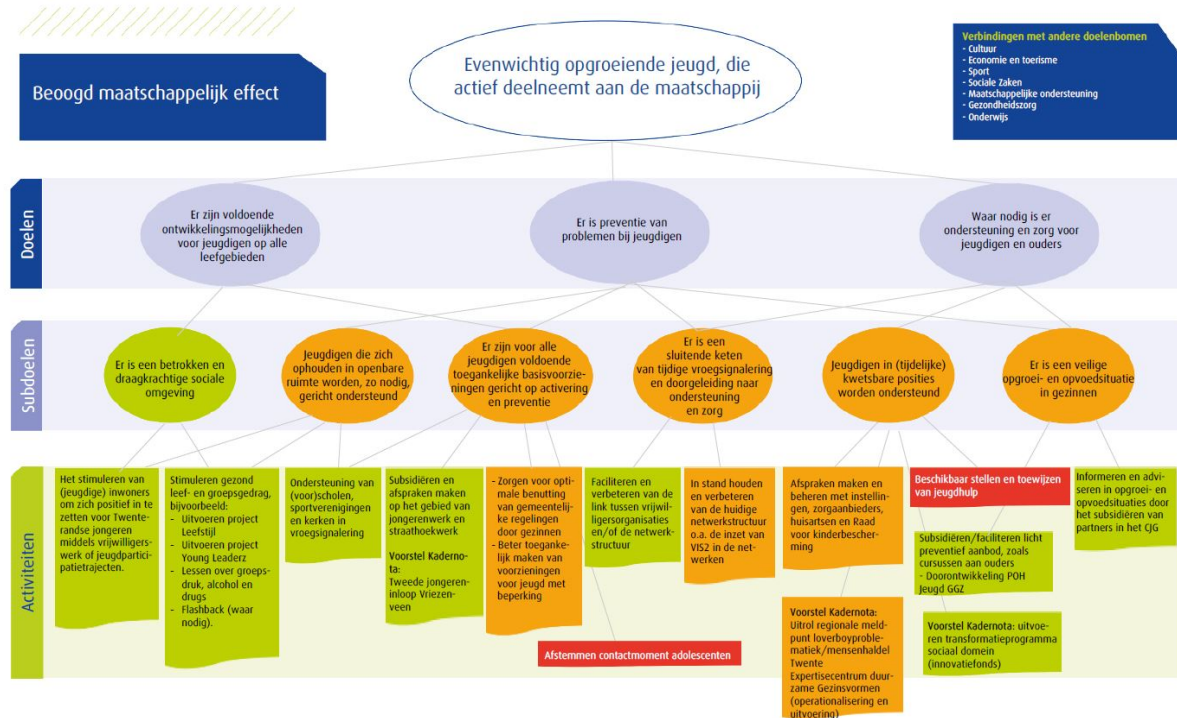 Beoogd maatschappelijk effect
Evenwichtig opgroeiende jeugd, die
actief deelneemt aan de maatschappij
Verbindingen met andere doelenbomen
- Cultuur
- Economie en toerisme
- Sport
- Sociale Zaken
- Maatschappelijke ondersteuning
- Gezondheidszorg
- Onderwijs
Doelen
Er zijn voldoende
ontwikkelingsmogelijkheden
voor jeugdigen op alle
leefgebieden
Er is preventie van
problemen bij jeugdigen
Waar nodig is er
ondersteuning en zorg voor
jeugdigen en ouders
Subdoelen
Er is een betrokken en
draagkrachtige sociale
omgeving
Jeugdigen die zich
ophouden in openbare
ruimte worden, zo nodig,
gericht ondersteund
Er zijn voor alle
jeugdigen voldoende
toegankelijke basisvoorzie-
ningen gericht op activering
en preventie
Er is een
sluitende keten
van tijdige vroegsignalering
en doorgeleiding naar
ondersteuning
en zorg
Jeugdigen in (tijdelijke)
kwetsbare posities
worden ondersteund
Er is een veilige
opgroei- en opvoedsituatie
in gezinnen
Activiteiten
Het stimuleren van
(jeugdige) inwoners
om zich positief in te
zetten voor Twente-
randse jongeren
middels vrijwilligers-
werk of jeugdpartici-
patietrajecten.
Stimuleren gezond
leef- en groepsgedrag,
bijvoorbeeld:
- Uitvoeren project
Leefstijl
- Uitvoeren project
Young Leaderz
- Lessen over groeps-
druk, alcohol en
drugs
- Flashback (waar
nodig).
Ondersteuning van
(voor)scholen,
sportverenigingen
en kerken in
vroegsignalering
Subsidiëren en
afspraken maken
op het gebied van
jongerenwerk en
straathoekwerk
Voorstel Kaderno-
ta:
Tweede jongeren-
inloop Vriezen-
veen
- Zorgen voor opti-
male benutting
van gemeentelij-
ke regelingen
door gezinnen
- Beter toeganke-
lijk maken van
voorzieningen
voor jeugd met
beperking
Afstemmen contactmoment adolescenten
Faciliteren en
verbeteren van de
link tussen vrijwil-
ligersorganisaties
en/of de netwerk-
structuur
In stand houden en
verbeteren van
de huidige
netwerkstructuur
o.a. de inzet van
VIS2 in de net-
werken
Afspraken maken en
beheren met instellin-
gen, zorgaanbieders,
huisartsen en Raad
voor kinderbescher-
ming
Voorstel Kadernota:
Uitrol regionale meld-
punt loverboyproble-
matiek/mensenhaldel
Twente
Expertisecentrum duur-
zame Gezinsvormen
(operationalisering en
uitvoering)
Beschikbaar stellen en toewijzen
van jeugdhulp
Subsidiëren/faciliteren licht
preventief aanbod, zoals
cursussen aan ouders
- Doorontwikkeling POH
Jeugd GGZ
Voorstel Kadernota: uitvoe-
ren transformatieprogramma
sociaal domein
(innovatiefonds)
Informeren en advi-
seren in opgroei- en
opvoedsituaties door
het subsidiëren van
partners in het CJG